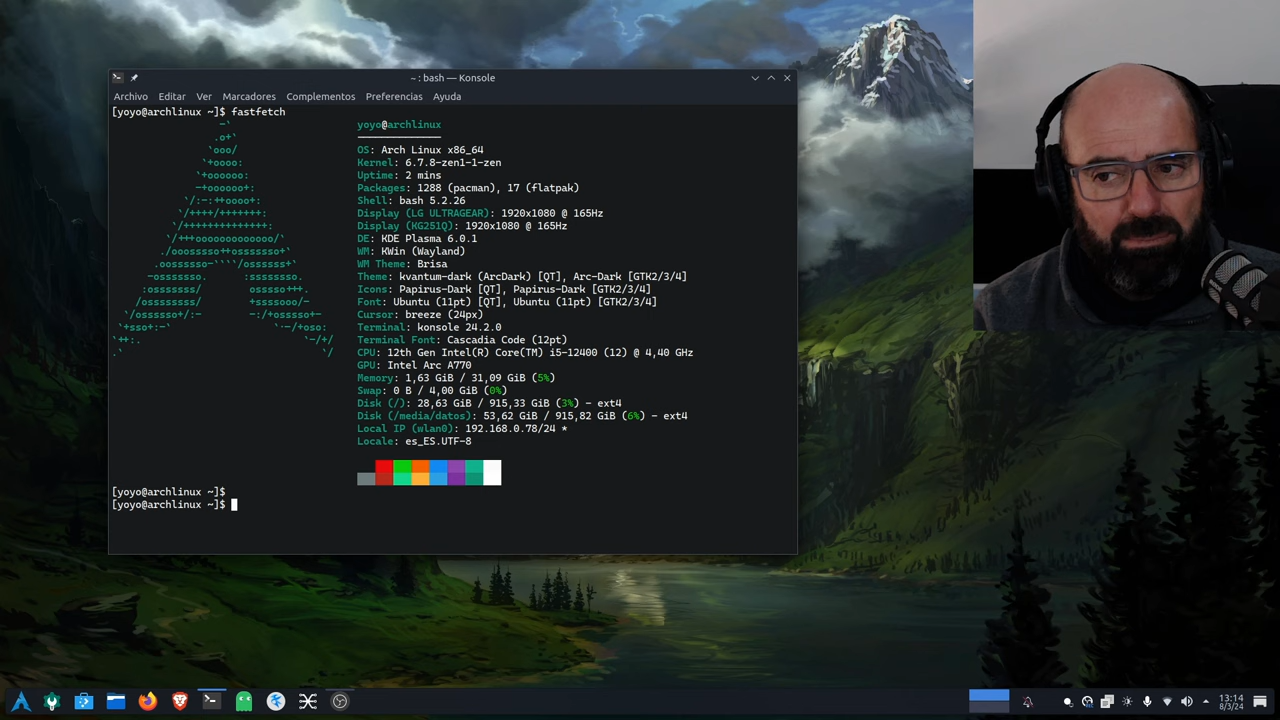 ~ : bash — Konsole
Archivo Editar Ver Marcadores Complementos Preferencias Ayuda
[yoyo@archlinux ~]$ fastfetch
yoyo@archlinux
OS: Arch Linux x86_64
Kernel: 6.7.8-zen1-1-zen
Uptime: 2 mins
Packages: 1288 (pacman), 17 (flatpak)
Shell: bash 5.2.26
Display (LG ULTRAGEAR): 1920x1080 @ 165Hz
Display (KG251Q): 1920x1080 @ 165Hz
DE: KDE Plasma 6.0.1
WM: KWin (Wayland)
WM Theme: Brisa
Theme: kvantum-dark (ArcDark) [QT], Arc-Dark [GTK2/3/4]
Icons: Papirus-Dark [QT], Papirus-Dark [GTK2/3/4]
Font: Ubuntu (11pt) [QT], Ubuntu (11pt) [GTK2/3/4]
Cursor: breeze (24px)
Terminal: konsole 24.2.0
Terminal Font: Cascadia Code (12pt)
CPU: 12th Gen Intel(R) Core(TM) i5-12400 (12) @ 4,40 GHz
GPU: Intel Arc A770
Memory: 1,63 GiB / 31,09 GiB (5%)
Swap: 0 B / 4,00 GiB (0%)
Disk (/): 28,63 GiB / 915,33 GiB (3%) - ext4
Disk (/media/datos): 53,62 GiB / 915,82 GiB (6%) - ext4
Local IP (wlan0): 192.168.0.78/24 *
Locale: es_ES.UTF-8
[yoyo@archlinux ~]$
[yoyo@archlinux ~]$
13:14
8/3/24